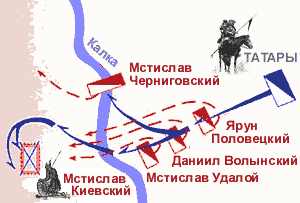 Калка
Мстислав
Черниговский
ТАТАРЫ
Ярун
Половецкий
Даниил Волынский
Мстислав Удалой
Мстислав
Киевский